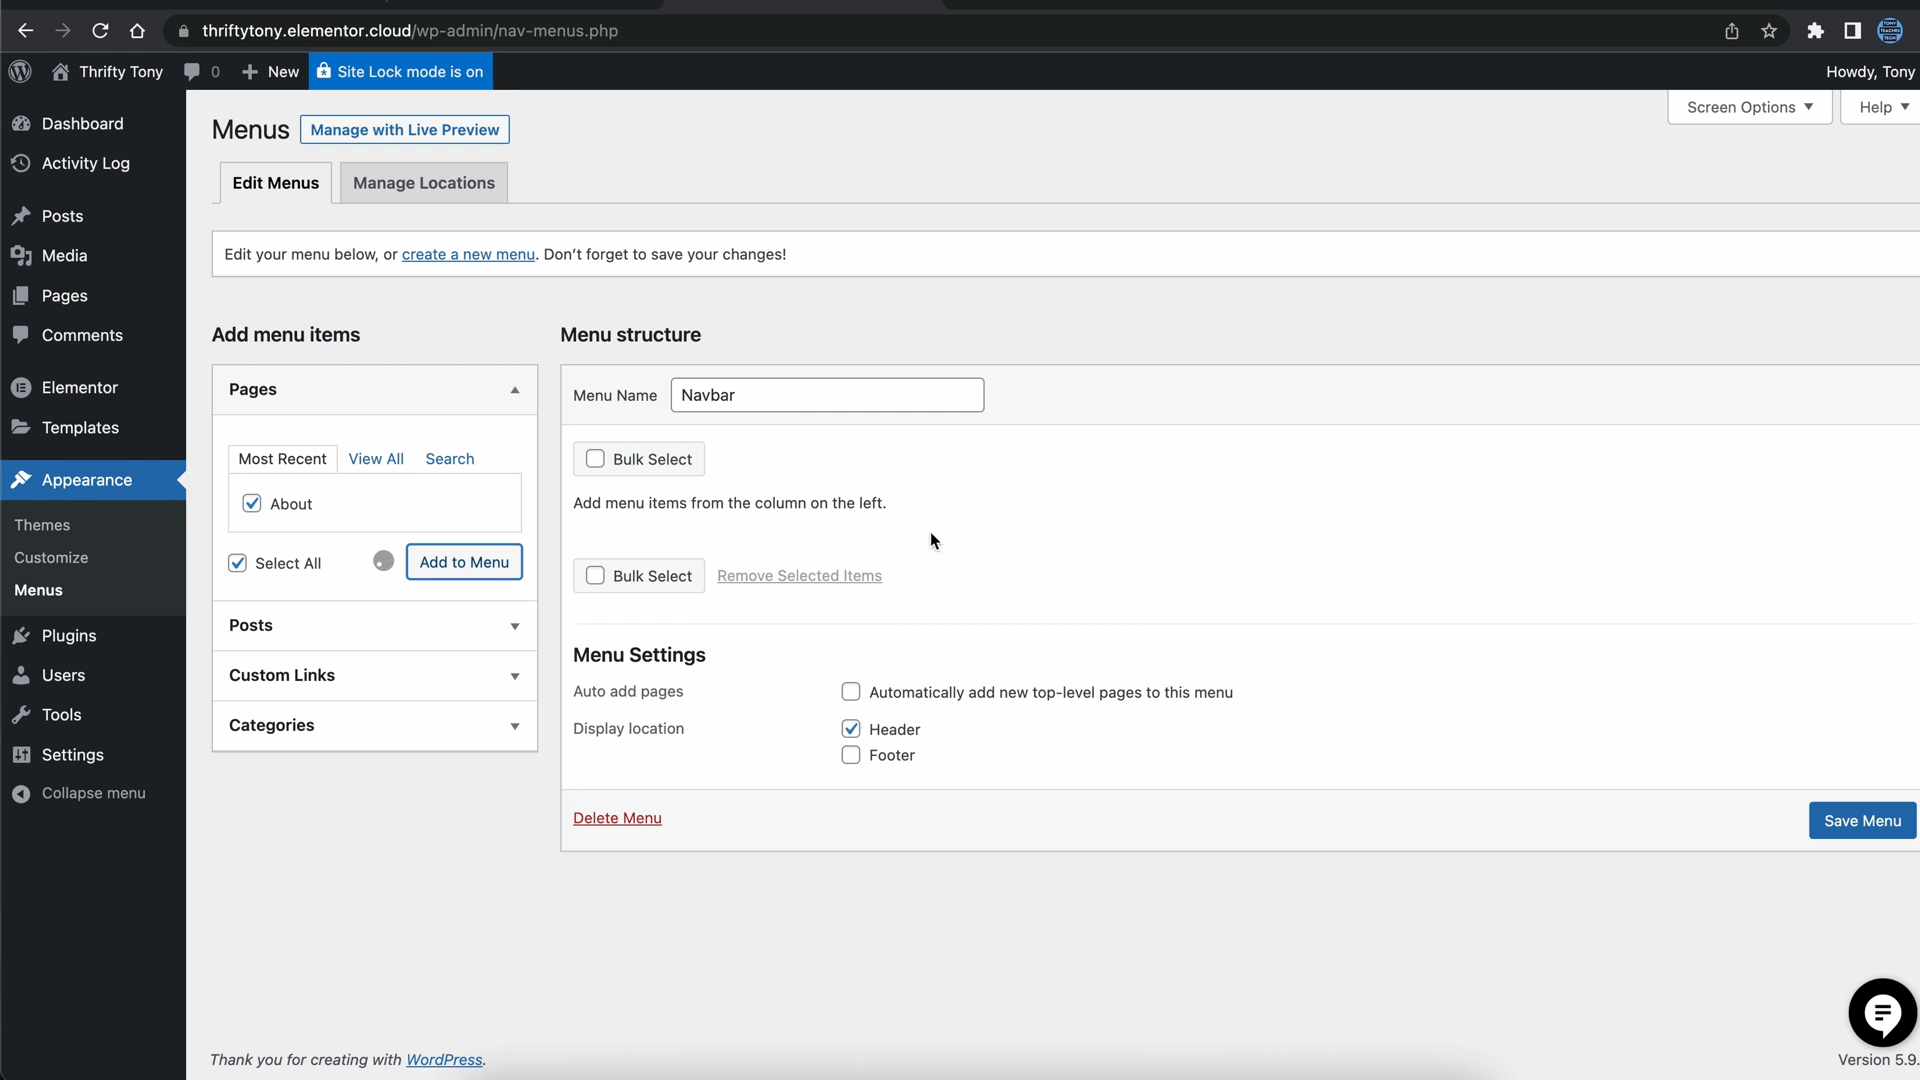 thriftytony.elementor.cloud/wp-admin/nav-menus.php
Thrifty Tony 0 New Site Lock mode is on Howdy, Tony
Screen Options Help
Dashboard
Activity Log
Posts
Media
Pages
Comments
Elementor
Templates
Appearance
Themes
Customize
Menus
Plugins
Users
Tools
Settings
Collapse menu
Menus Manage with Live Preview
Edit Menus Manage Locations
Edit your menu below, or create a new menu. Don't forget to save your changes!
Add menu items
Pages
Most Recent View All Search
About
Select All Add to Menu
Posts
Custom Links
Categories
Menu structure
Menu Name Navbar
Bulk Select
Add menu items from the column on the left.
Bulk Select Remove Selected Items
Menu Settings
Auto add pages Automatically add new top-level pages to this menu
Display location Header
Footer
Delete Menu Save Menu
Thank you for creating with WordPress.
Version 5.9.